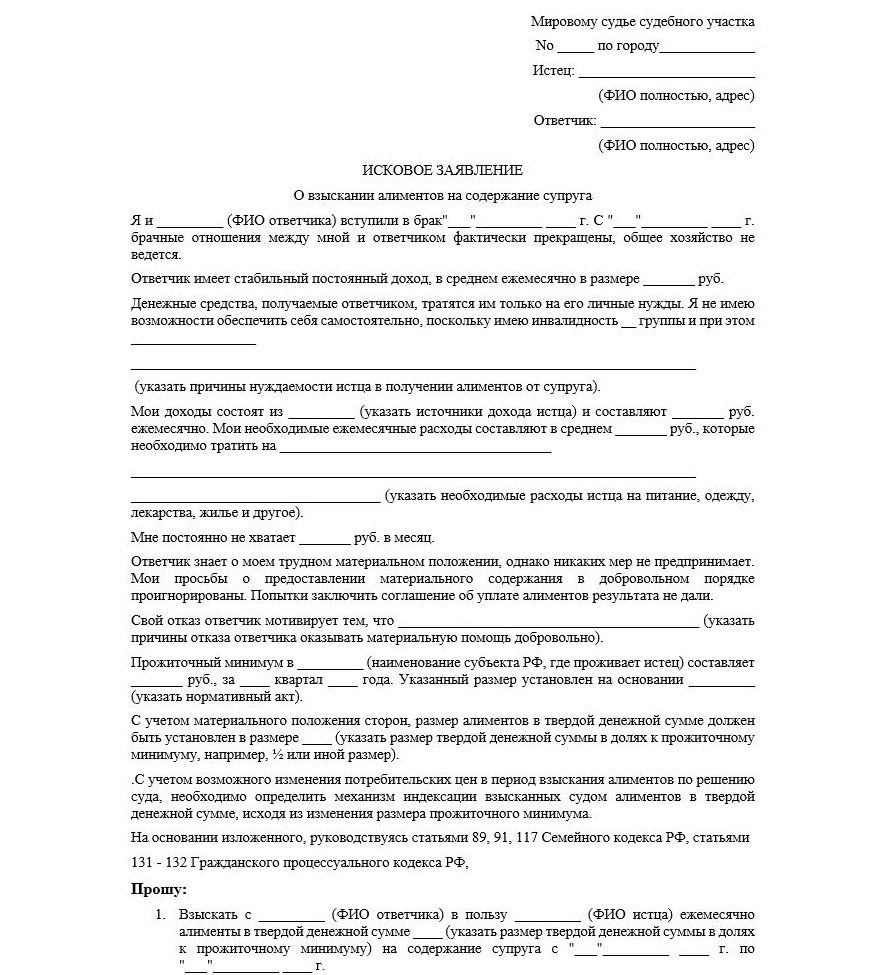 Мировому судье судебного участка
No _____ по городу_____________
Истец: ________________________
(ФИО полностью, адрес)
Ответчик: _____________________
(ФИО полностью, адрес)
ИСКОВОЕ ЗАЯВЛЕНИЕ
О взыскании алиментов на содержание супруга
Я и _________ (ФИО ответчика) вступили в брак"___"_________ ____ г. С "___"_________ ____ г.
брачные отношения между мной и ответчиком фактически прекращены, общее хозяйство не
ведется.
Ответчик имеет стабильный постоянный доход, в среднем ежемесячно в размере _______ руб.
Денежные средства, получаемые ответчиком, тратятся им только на его личные нужды. Я не имею
возможности обеспечить себя самостоятельно, поскольку имею инвалидность __ группы и при этом
_________________
_____________________________________________________________________________
(указать причины нуждаемости истца в получении алиментов от супруга).
Мои доходы состоят из _________ (указать источники дохода истца) и составляют _______ руб.
ежемесячно. Мои необходимые ежемесячные расходы составляют в среднем _______ руб., которые
необходимо тратить на _____________________________________
_____________________________________________________________________________
__________________________________ (указать необходимые расходы истца на питание, одежду,
лекарства, жилье и другое).
Мне постоянно не хватает _______ руб. в месяц.
Ответчик знает о моем трудном материальном положении, однако никаких мер не предпринимает.
Мои просьбы о предоставлении материального содержания в добровольном порядке
проигнорированы. Попытки заключить соглашение об уплате алиментов результата не дали.
Свой отказ ответчик мотивирует тем, что _________________________________________ (указать
причины отказа ответчика оказывать материальную помощь добровольно).
Прожиточный минимум в _________ (наименование субъекта РФ, где проживает истец) составляет
_______ руб., за ____ квартал ____ года. Указанный размер установлен на основании _________
(указать нормативный акт).
С учетом материального положения сторон, размер алиментов в твердой денежной сумме должен
быть установлен в размере ____ (указать размер твердой денежной суммы в долях к прожиточному
минимуму, например, ½ или иной размер).
.С учетом возможного изменения потребительских цен в период взыскания алиментов по решению
суда, необходимо определить механизм индексации взысканных судом алиментов в твердой
денежной сумме, исходя из изменения размера прожиточного минимума.
На основании изложенного, руководствуясь статьями 89, 91, 117 Семейного кодекса РФ, статьями
131 - 132 Гражданского процессуального кодекса РФ,
Прошу:
1. Взыскать с _________ (ФИО ответчика) в пользу _________ (ФИО истца) ежемесячно
алименты в твердой денежной сумме ____ (указать размер твердой денежной суммы в долях
к прожиточному минимуму) на содержание супруга с "___"_________ ____ г. по
"___"_________ ____ г.